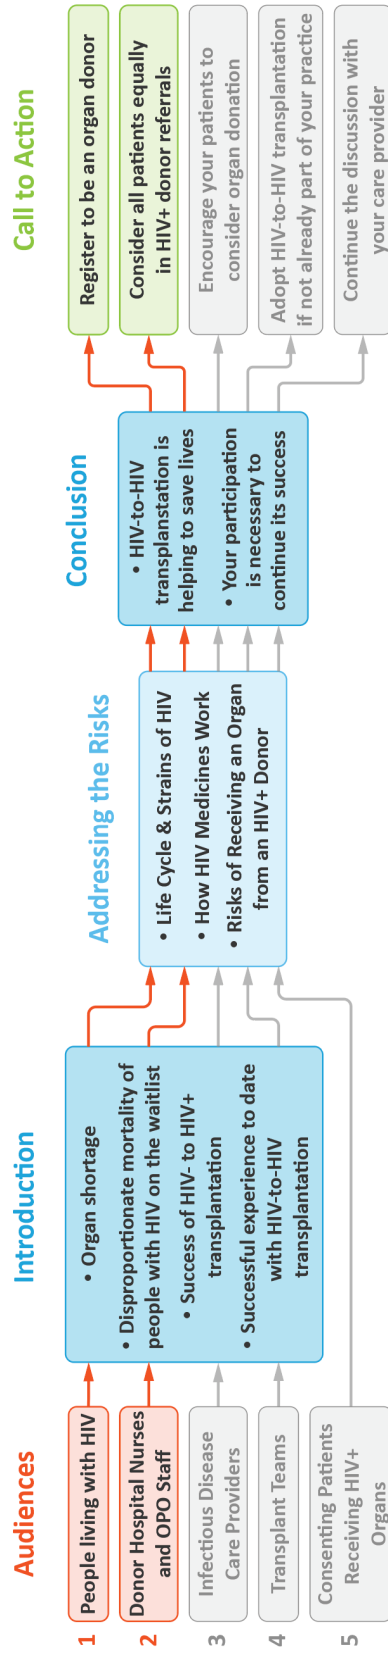 Audiences
1
People living with HIV
2
Donor Hospital Nurses
and OPO Staff
3
Infectious Disease
Care Providers
4
Transplant Teams
5
Consenting Patients
Receiving HIV+
Organs
Introduction
• Organ shortage
• Disproportionate mortality of
people with HIV on the waitlist
• Success of HIV- to HIV+
transplantation
• Successful experience to date
with HIV-to-HIV
transplantation
Addressing the Risks
• Life Cycle & Strains of HIV
• How HIV Medicines Work
• Risks of Receiving an Organ
from an HIV+ Donor
Conclusion
• HIV-to-HIV
transplanstation is
helping to save lives
• Your participation
is necessary to
continue its success
Call to Action
Register to be an organ donor
Consider all patients equally
in HIV+ donor referrals
Encourage your patients to
consider organ donation
Adopt HIV-to-HIV transplantation
if not already part of your practice
Continue the discussion with
your care provider